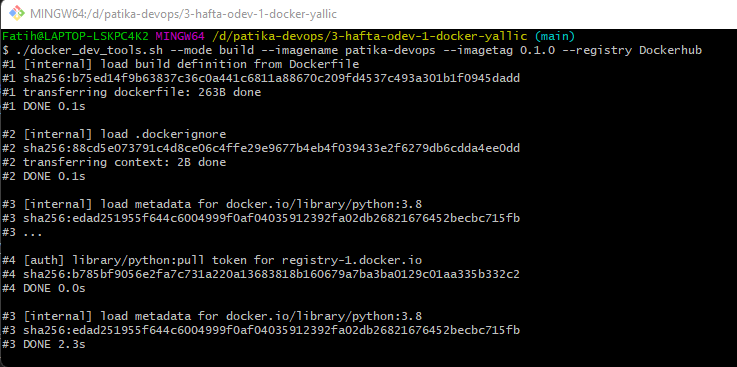 MINGW64:/d/patika-devops/3-hafta-odev-1-docker-yallic
Fatih@LAPTOP-LSKPC4K2 MINGW64 /d/patika-devops/3-hafta-odev-1-docker-yallic (main)
$ ./docker_dev_tools.sh --mode build --imagename patika-devops --imagetag 0.1.0 --registry Dockerhub
#1 [internal] load build definition from Dockerfile
#1 sha256:b75ed14f9b63837c36c0a441c6811a88670c209fd4537c493a301b1f0945dadd
#1 transferring dockerfile: 263B done
#1 DONE 0.1s
#2 [internal] load .dockerignore
#2 sha256:88cd5e073791c4d8ce06c4ffe29e9677b4eb4f039433e2f6279db6cdda4ee0dd
#2 transferring context: 2B done
#2 DONE 0.1s
#3 [internal] load metadata for docker.io/library/python:3.8
#3 sha256:edad251955f644c6004999f0af04035912392fa02db26821676452becbc715fb
#3 ...
#4 [auth] library/python:pull token for registry-1.docker.io
#4 sha256:b785bf9056e2fa7c731a220a13683818b160679a7ba3ba0129c01aa335b332c2
#4 DONE 0.0s
#3 [internal] load metadata for docker.io/library/python:3.8
#3 sha256:edad251955f644c6004999f0af04035912392fa02db26821676452becbc715fb
#3 DONE 2.3s